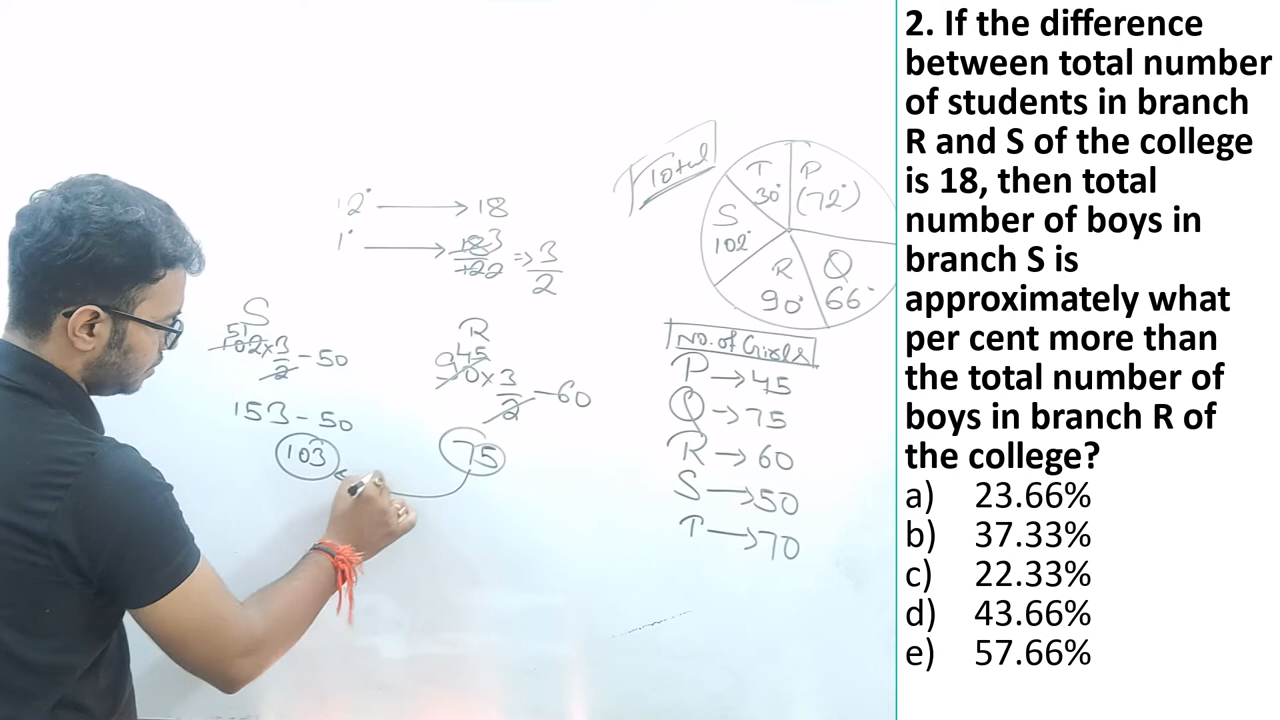 12° → 18
1° → 183/122 ⇒ 3/2
S
51
102 × 3/2 - 50
153 - 50
103
R
45
90 × 3/2 - 60
75
Total
T
30°
P
(72°)
S
102°
R
90°
Q
66°
No. of Girls
P → 45
Q → 75
R → 60
S → 50
T → 70
2. If the difference
between total number
of students in branch
R and S of the college
is 18, then total
number of boys in
branch S is
approximately what
per cent more than
the total number of
boys in branch R of
the college?
a) 23.66%
b) 37.33%
c) 22.33%
d) 43.66%
e) 57.66%